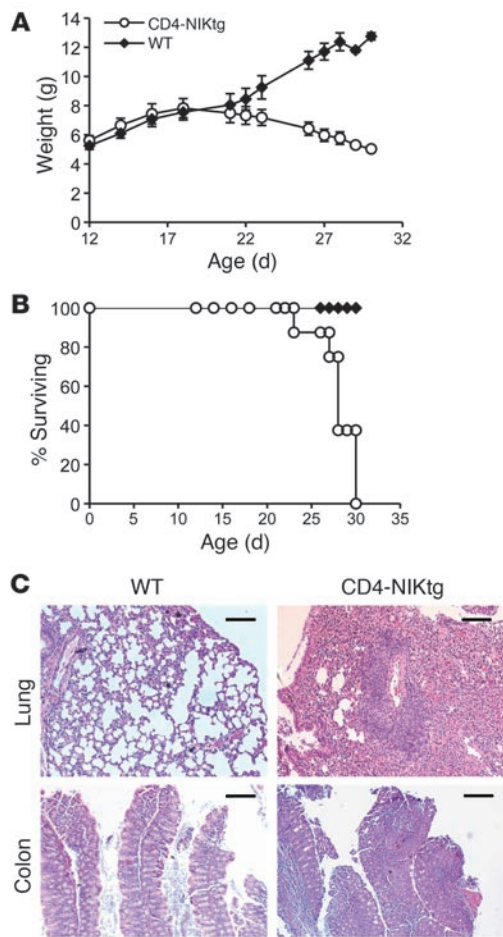 A
CD4-NIKtg
WT
Weight (g)
14
12
10
8
6
4
2
0
12 17 22 27 32
Age (d)
B
% Surviving
100
80
60
40
20
0
0 5 10 15 20 25 30 35
Age (d)
C
WT CD4-NIKtg
Lung
Colon